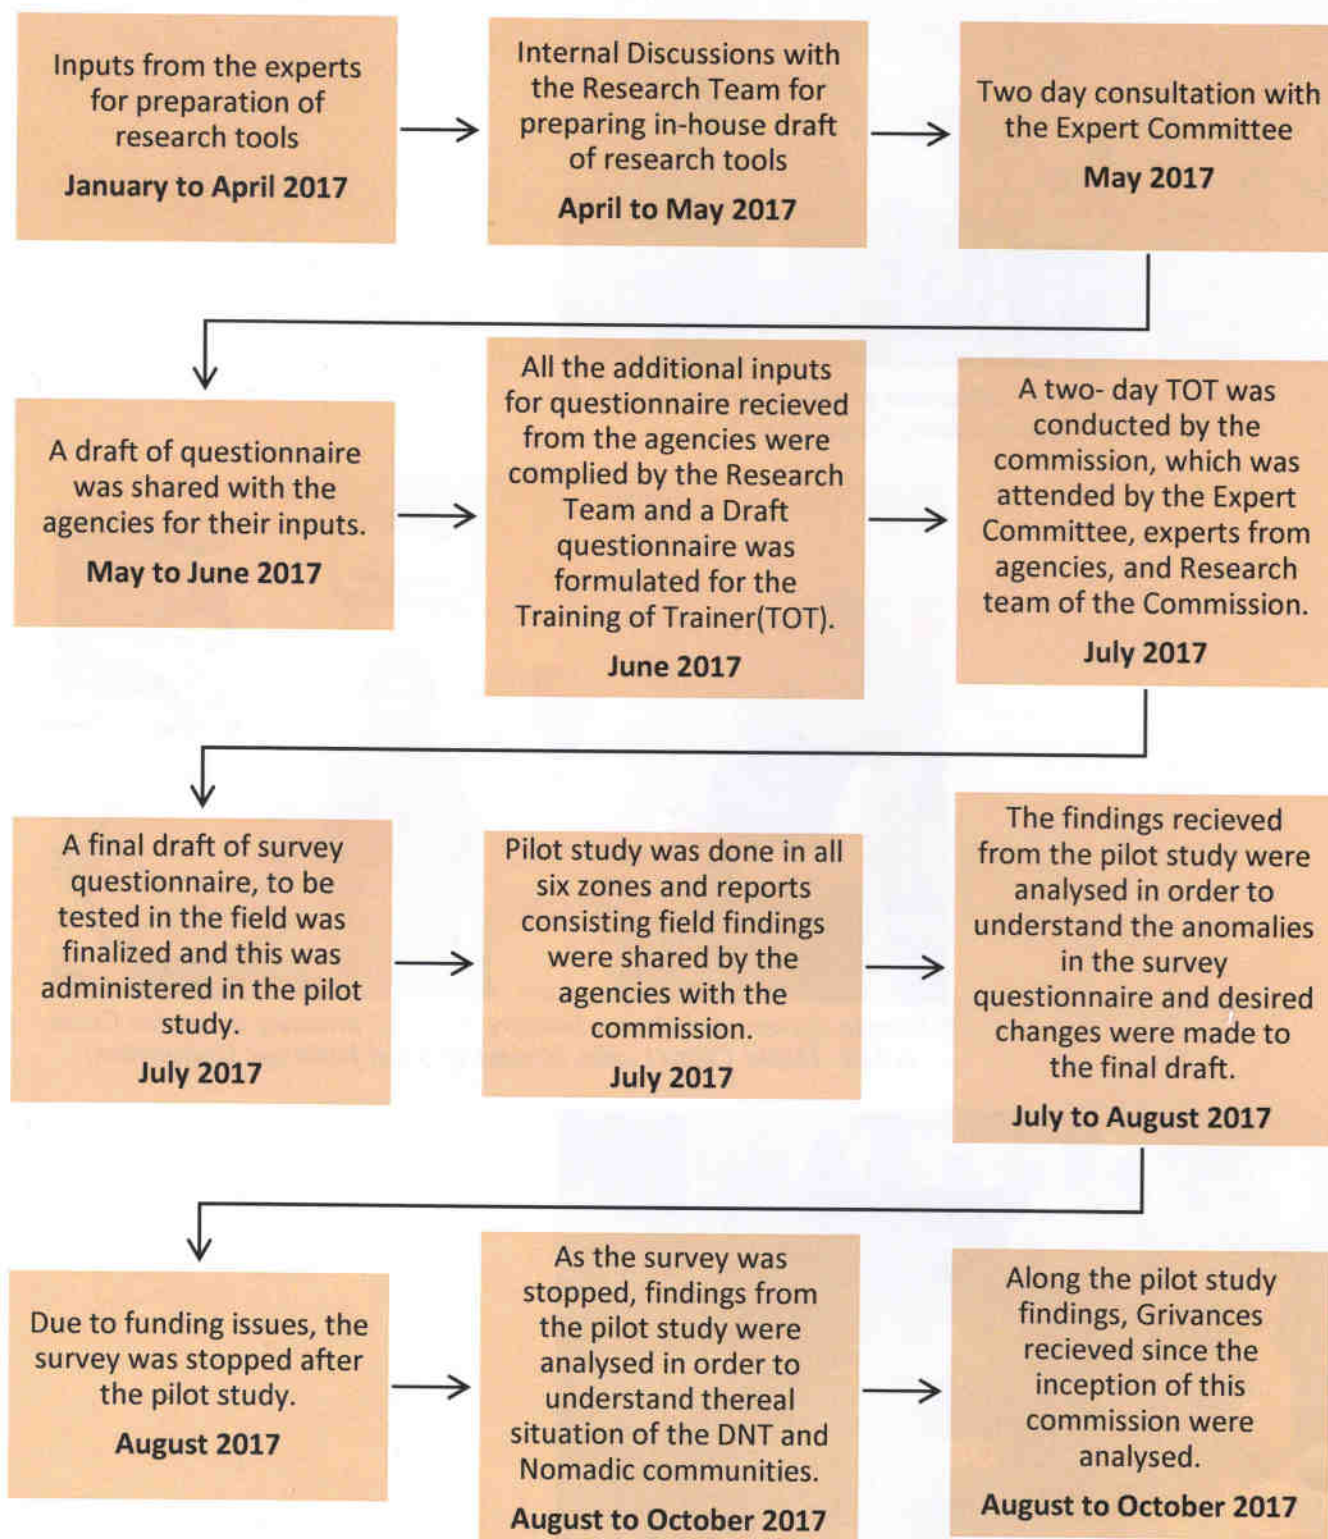 Inputs from the experts
for preparation of
research tools
January to April 2017
Internal Discussions with
the Research Team for
preparing in-house draft
of research tools
April to May 2017
Two day consultation with
the Expert Committee
May 2017
A draft of questionnaire
was shared with the
agencies for their inputs.
May to June 2017
All the additional inputs
for questionnaire recieved
from the agencies were
complied by the Research
Team and a Draft
questionnaire was
formulated for the
Training of Trainer(TOT).
June 2017
A two- day TOT was
conducted by the
commission, which was
attended by the Expert
Committee, experts from
agencies, and Research
team of the Commission.
July 2017
A final draft of survey
questionnaire, to be
tested in the field was
finalized and this was
administered in the pilot
study.
July 2017
Pilot study was done in all
six zones and reports
consisting field findings
were shared by the
agencies with the
commission.
July 2017
The findings recieved
from the pilot study were
analysed in order to
understand the anomalies
in the survey
questionnaire and desired
changes were made to
the final draft.
July to August 2017
Due to funding issues, the
survey was stopped after
the pilot study.
August 2017
As the survey was
stopped, findings from
the pilot study were
analysed in order to
understand thereal
situation of the DNT and
Nomadic communities.
August to October 2017
Along the pilot study
findings, Grivances
recieved since the
inception of this
commission were
analysed.
August to October 2017